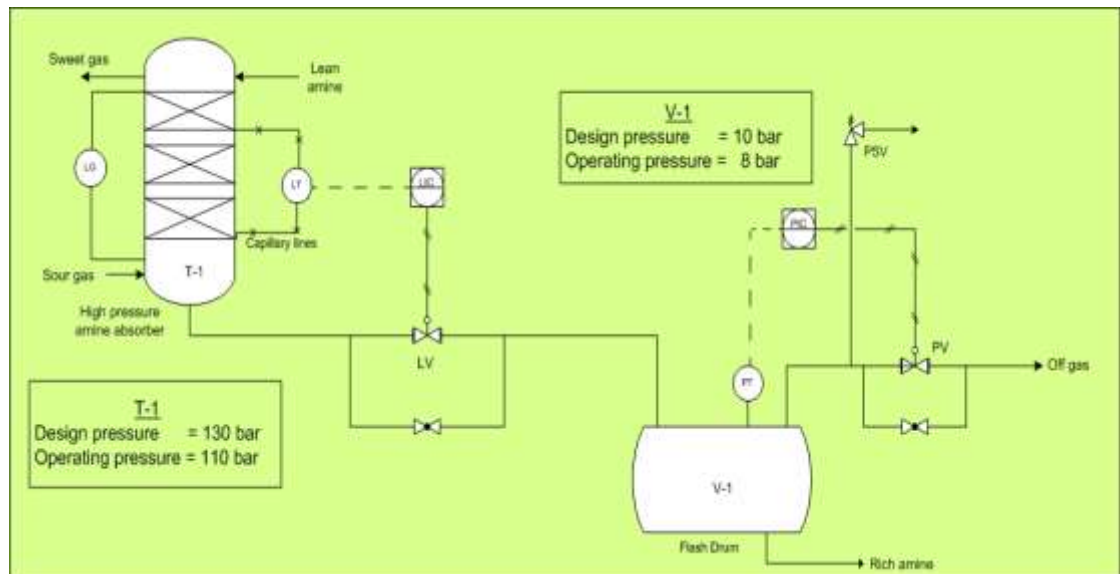 Sweet gas
Lean
amine
LG
LT
LIC
Capillary lines
Sour gas
T-1
High pressure
amine absorber
T-1
Design pressure = 130 bar
Operating pressure = 110 bar
LV
V-1
Design pressure = 10 bar
Operating pressure = 8 bar
PSV
PIC
PT
PV
Off gas
V-1
Flash Drum
Rich amine